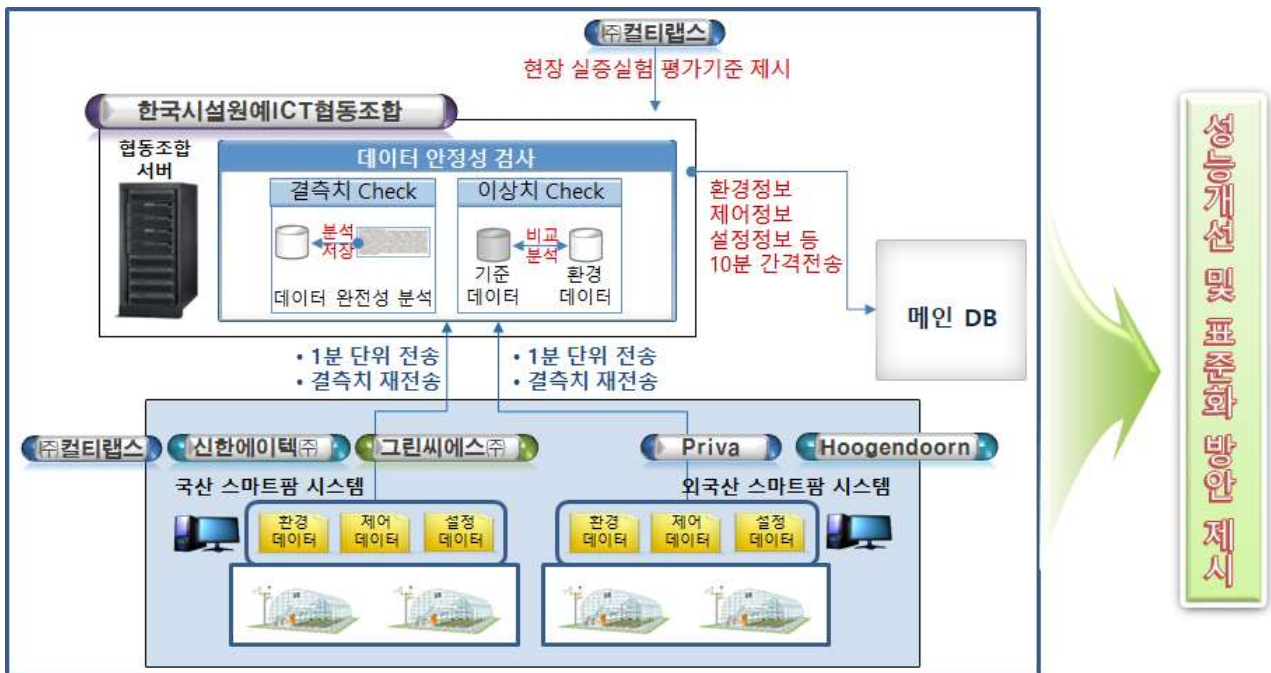 ㈜컬티랩스
현장 실증실험 평가기준 제시
한국시설원예ICT협동조합
협동조합
서버
데이터 안정성 검사
결측치 Check
분석
저장
데이터 완전성 분석
이상치 Check
비교
분석
기준
데이터
환경
데이터
환경정보
제어정보
설정정보 등
10분 간격전송
메인 DB
• 1분 단위 전송
• 결측치 재전송
• 1분 단위 전송
• 결측치 재전송
㈜컬티랩스
신한에이텍㈜
그린씨에스㈜
Priva
Hoogendoorn
국산 스마트팜 시스템
외국산 스마트팜 시스템
환경
데이터
제어
데이터
설정
데이터
환경
데이터
제어
데이터
설정
데이터
성능개선 및 표준화 방안 제시